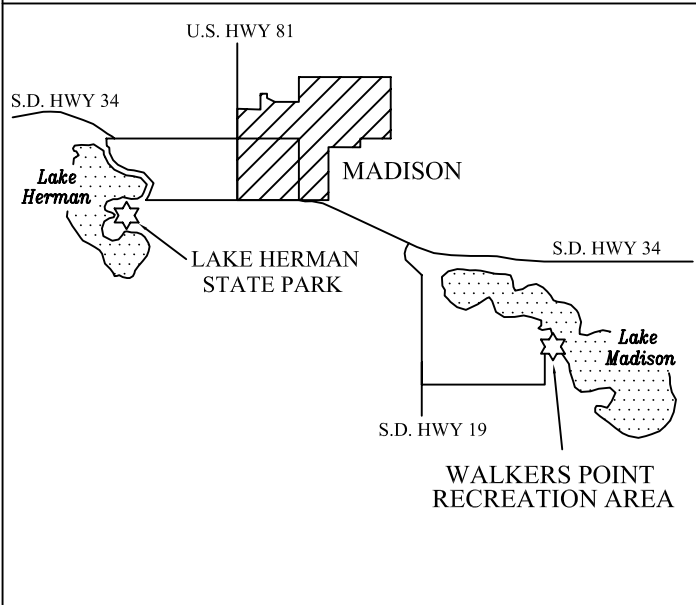 U.S. HWY 81
S.D. HWY 34
MADISON
Lake
Herman
LAKE HERMAN
STATE PARK
S.D. HWY 34
Lake
Madison
S.D. HWY 19
WALKERS POINT
RECREATION AREA